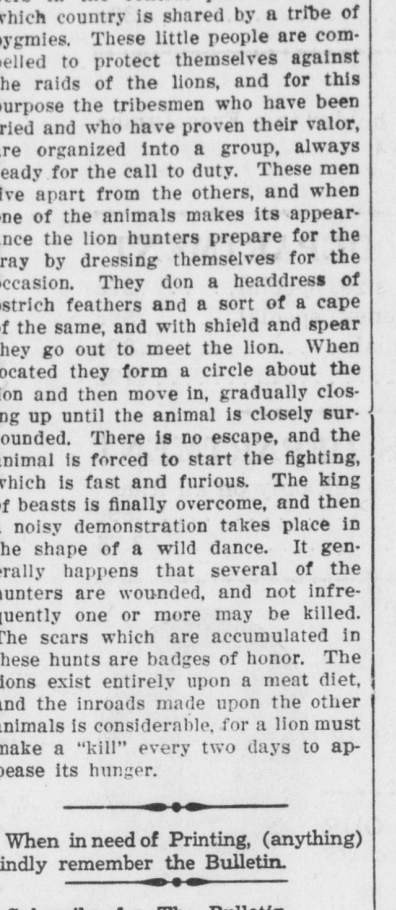 which country is shared by a tribe of
pygmies. These little people are com-
pelled to protect themselves against
the raids of the lions, and for this
purpose the tribesmen who have been
tried and who have proven their valor,
are organized into a group, always
ready for the call to duty. These men
live apart from the others, and when
one of the animals makes its appear-
ance the lion hunters prepare for the
fray by dressing themselves for the
occasion. They don a headdress of
ostrich feathers and a sort of a cape
of the same, and with shield and spear
they go out to meet the lion. When
located they form a circle about the
lion and then move in, gradually clos-
ing up until the animal is closely sur-
rounded. There is no escape, and the
animal is forced to start the fighting,
which is fast and furious. The king
of beasts is finally overcome, and then
a noisy demonstration takes place in
the shape of a wild dance. It gen-
erally happens that several of the
hunters are wounded, and not infre-
quently one or more may be killed.
The scars which are accumulated in
these hunts are badges of honor. The
lions exist entirely upon a meat diet,
and the inroads made upon the other
animals is considerable, for a lion must
make a "kill" every two days to ap-
pease its hunger.
When in need of Printing, (anything)
kindly remember the Bulletin.